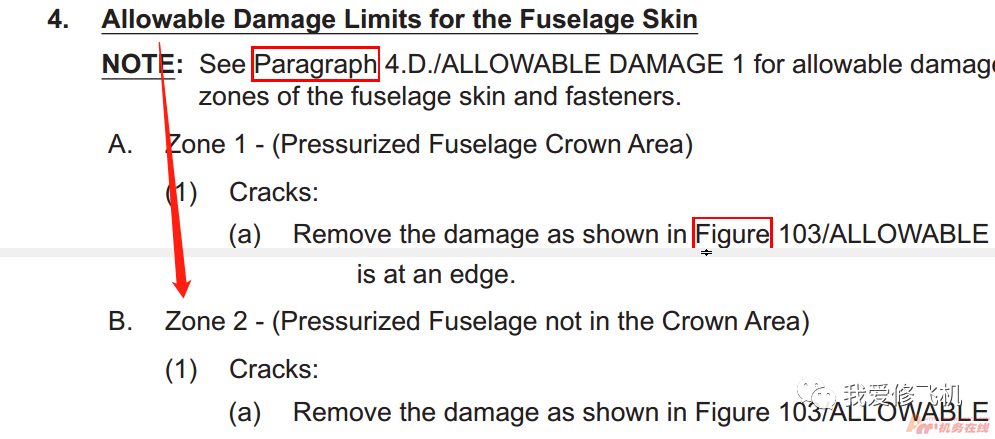 4. Allowable Damage Limits for the Fuselage Skin
NOTE: See Paragraph 4.D./ALLOWABLE DAMAGE 1 for allowable damage
zones of the fuselage skin and fasteners.
A. Zone 1 - (Pressurized Fuselage Crown Area)
(1) Cracks:
(a) Remove the damage as shown in Figure 103/ALLOWABLE
is at an edge.
B. Zone 2 - (Pressurized Fuselage not in the Crown Area)
(1) Cracks:
(a) Remove the damage as shown in Figure 103/ALLOWABLE
我爱修飞机
机务在线